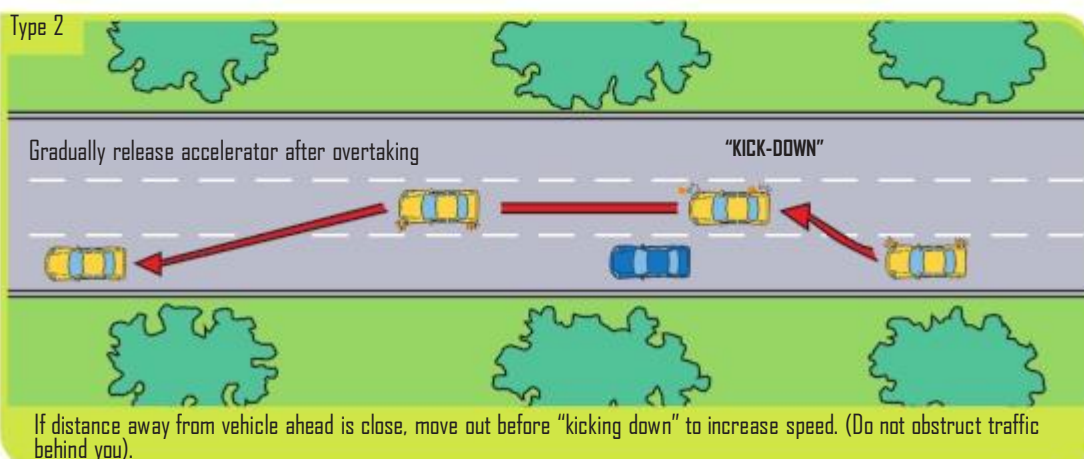 Type 2
Gradually release accelerator after overtaking
"KICK-DOWN"
If distance away from vehicle ahead is close, move out before "kicking down" to increase speed. (Do not obstruct traffic
behind you).